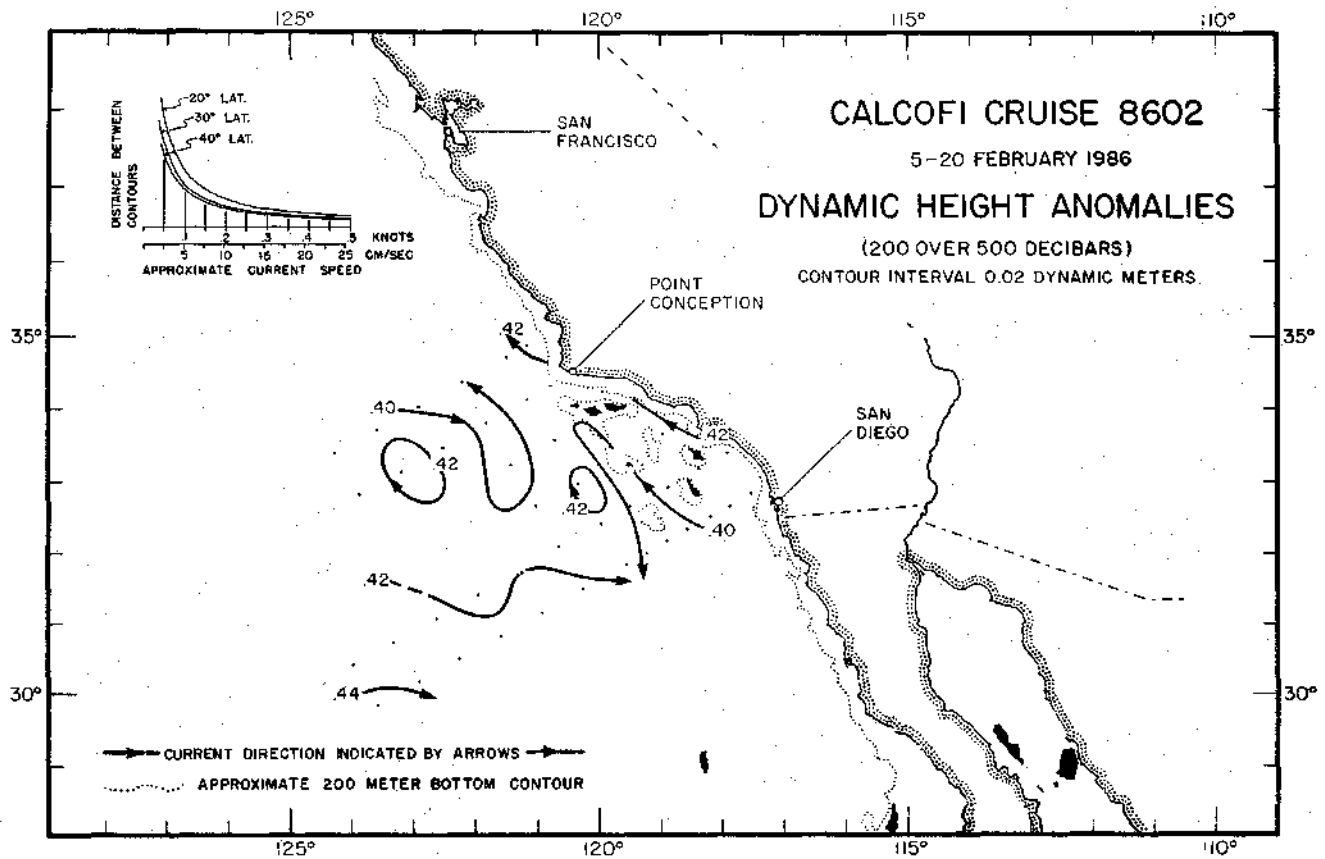 125°
120°
115°
110°
20° LAT.
30° LAT.
40° LAT.
DISTANCE BETWEEN
CONTOURS
.1 .2 .3 .4 .5 KNOTS
5 10 15 20 25 CM/SEC
APPROXIMATE CURRENT SPEED
SAN
FRANCISCO
CALCOFI CRUISE 8602
5-20 FEBRUARY 1986
DYNAMIC HEIGHT ANOMALIES
(200 OVER 500 DECIBARS)
CONTOUR INTERVAL 0.02 DYNAMIC METERS
POINT
CONCEPTION
35°
.42
35°
.40
SAN
DIEGO
.42
.42
.42
.40
.42
30°
.44
30°
CURRENT DIRECTION INDICATED BY ARROWS
APPROXIMATE 200 METER BOTTOM CONTOUR
125°
120°
115°
110°